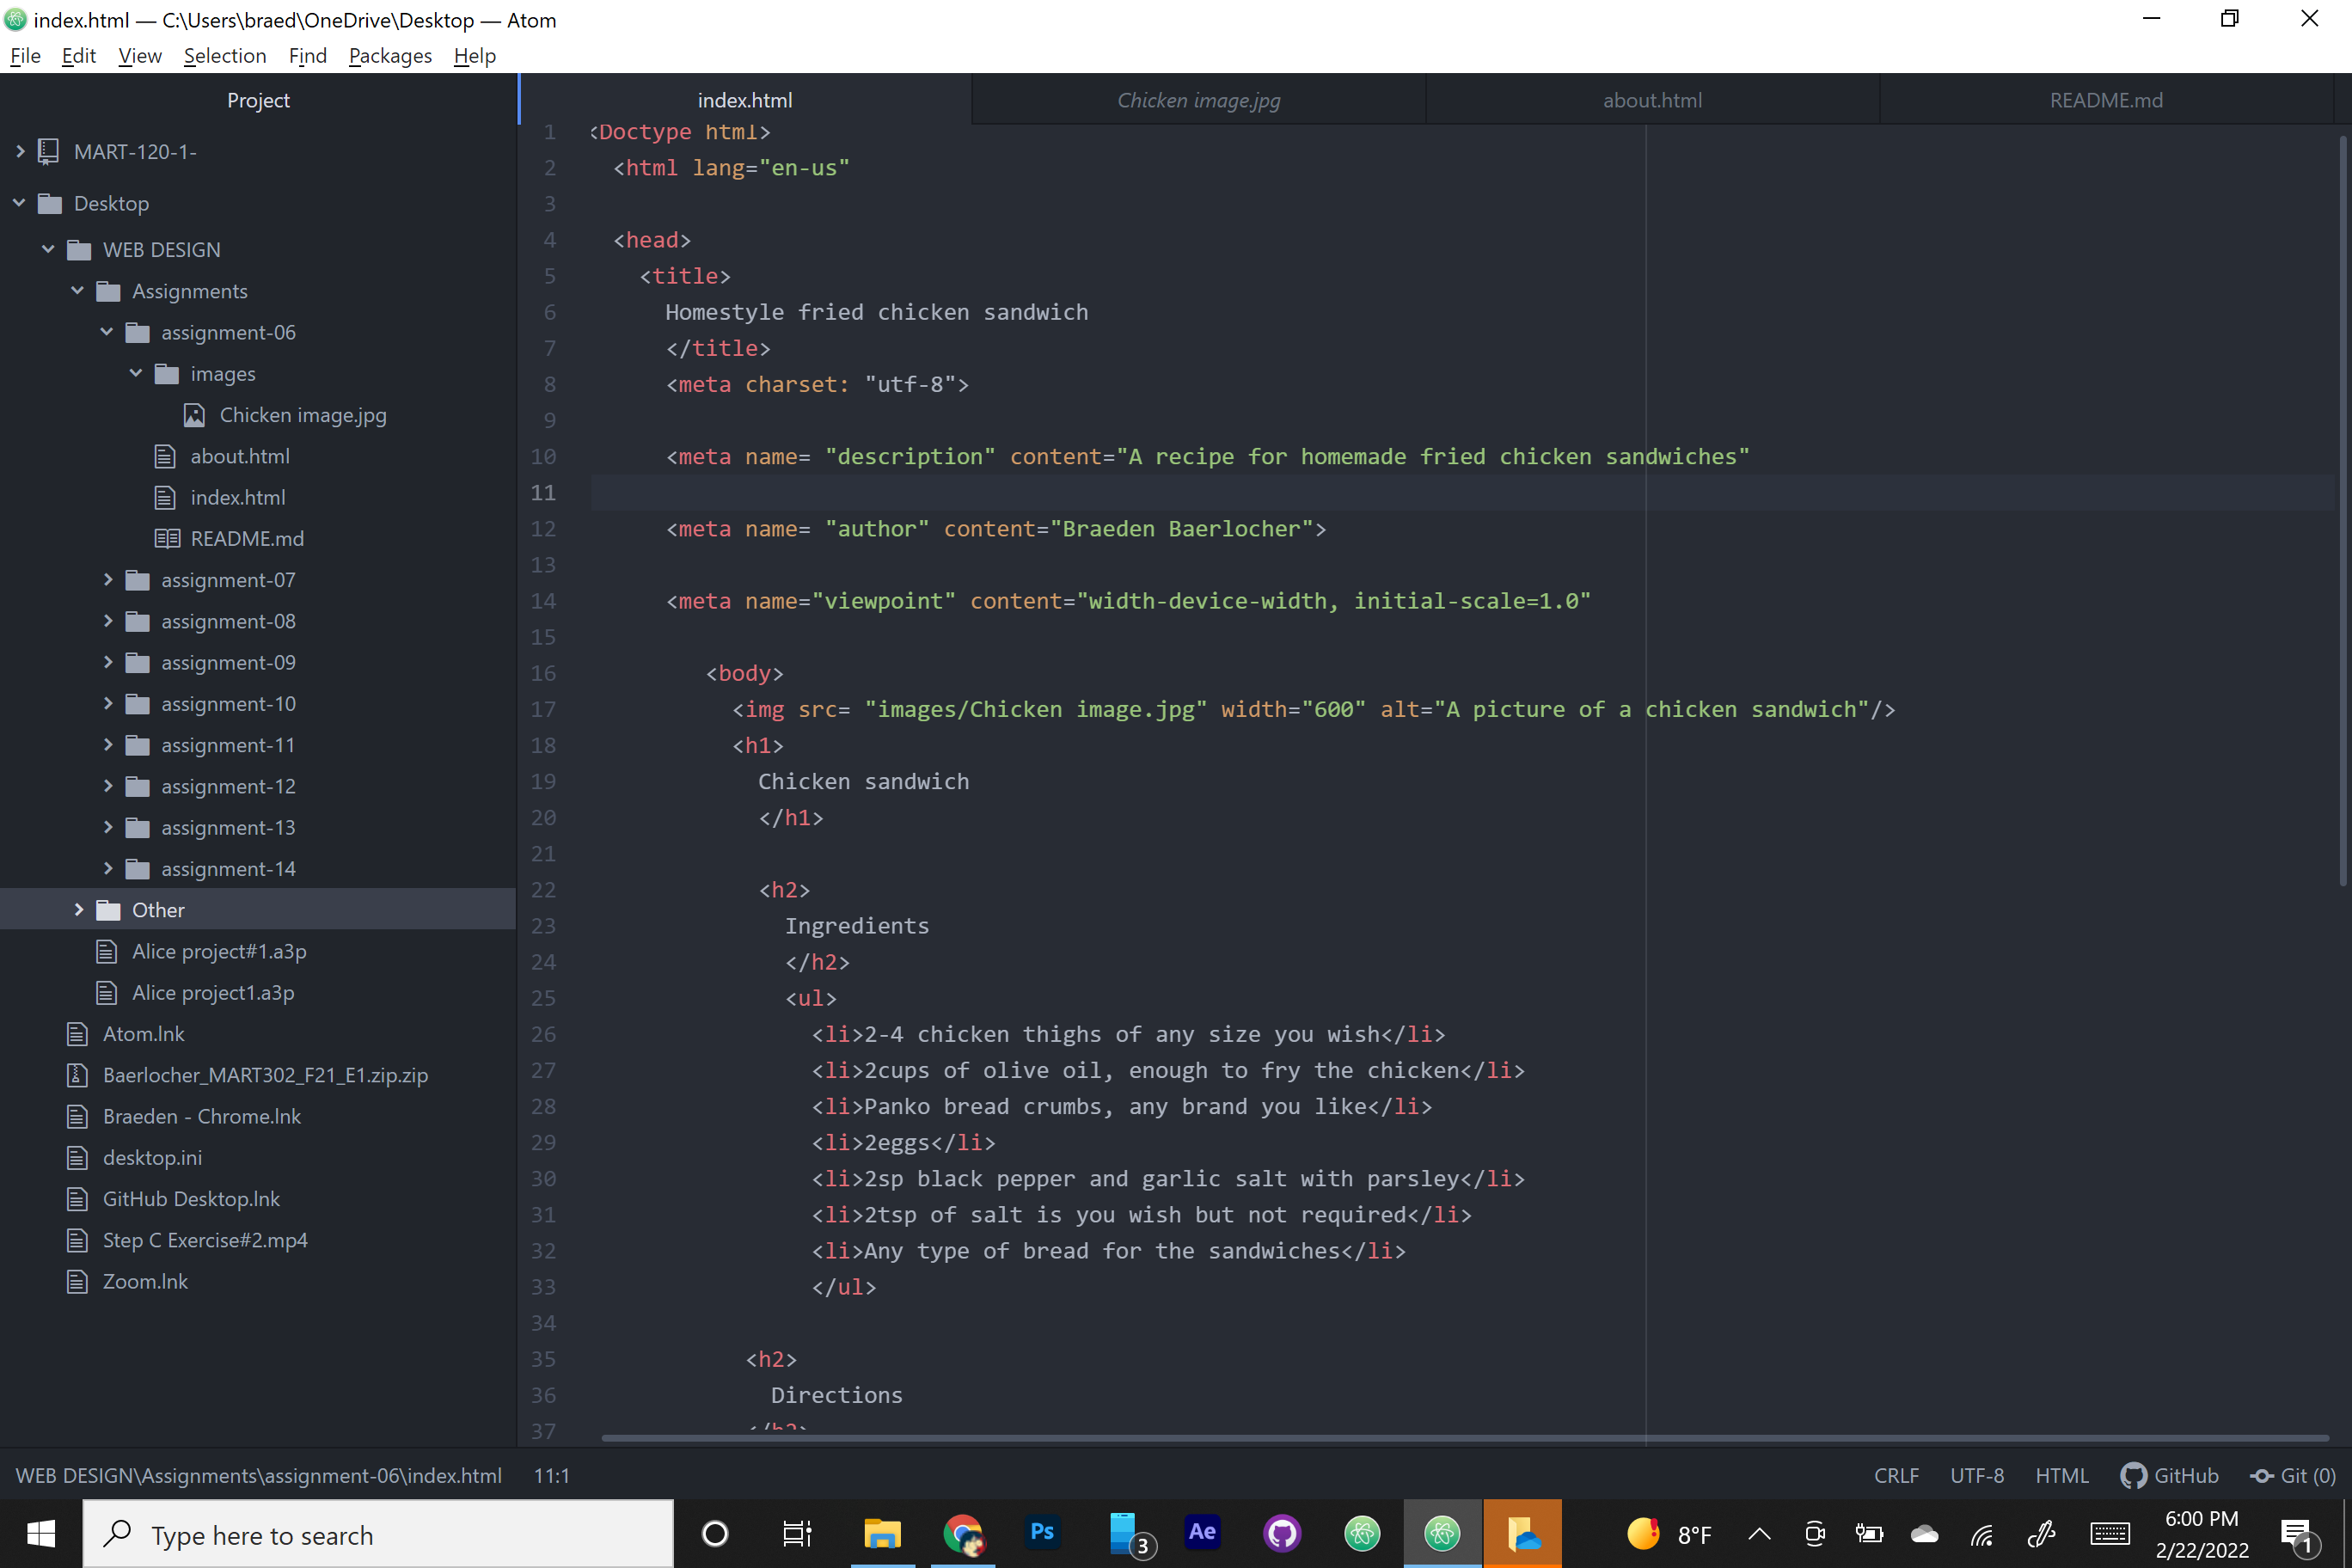 index.html — C:\Users\braed\OneDrive\Desktop — Atom
File Edit View Selection Find Packages Help
Project
MART-120-1-
Desktop
WEB DESIGN
Assignments
assignment-06
images
Chicken image.jpg
about.html
index.html
README.md
assignment-07
assignment-08
assignment-09
assignment-10
assignment-11
assignment-12
assignment-13
assignment-14
Other
Alice project#1.a3p
Alice project1.a3p
Atom.lnk
Baerlocher_MART302_F21_E1.zip.zip
Braeden - Chrome.lnk
desktop.ini
GitHub Desktop.lnk
Step C Exercise#2.mp4
Zoom.lnk
index.html Chicken image.jpg about.html README.md
1 <Doctype html>
2 <html lang="en-us"
3
4 <head>
5 <title>
6 Homestyle fried chicken sandwich
7 </title>
8 <meta charset: "utf-8">
9
10 <meta name= "description" content="A recipe for homemade fried chicken sandwiches"
11
12 <meta name= "author" content="Braeden Baerlocher">
13
14 <meta name="viewpoint" content="width-device-width, initial-scale=1.0"
15
16 <body>
17 <img src= "images/Chicken image.jpg" width="600" alt="A picture of a chicken sandwich"/>
18 <h1>
19 Chicken sandwich
20 </h1>
21
22 <h2>
23 Ingredients
24 </h2>
25 <ul>
26 <li>2-4 chicken thighs of any size you wish</li>
27 <li>2cups of olive oil, enough to fry the chicken</li>
28 <li>Panko bread crumbs, any brand you like</li>
29 <li>2eggs</li>
30 <li>2sp black pepper and garlic salt with parsley</li>
31 <li>2tsp of salt is you wish but not required</li>
32 <li>Any type of bread for the sandwiches</li>
33 </ul>
34
35 <h2>
36 Directions
37 </h2>
WEB DESIGN\Assignments\assignment-06\index.html 11:1 CRLF UTF-8 HTML GitHub Git (0)
Type here to search
Ps
3
Ae
8°F
6:00 PM
2/22/2022
1